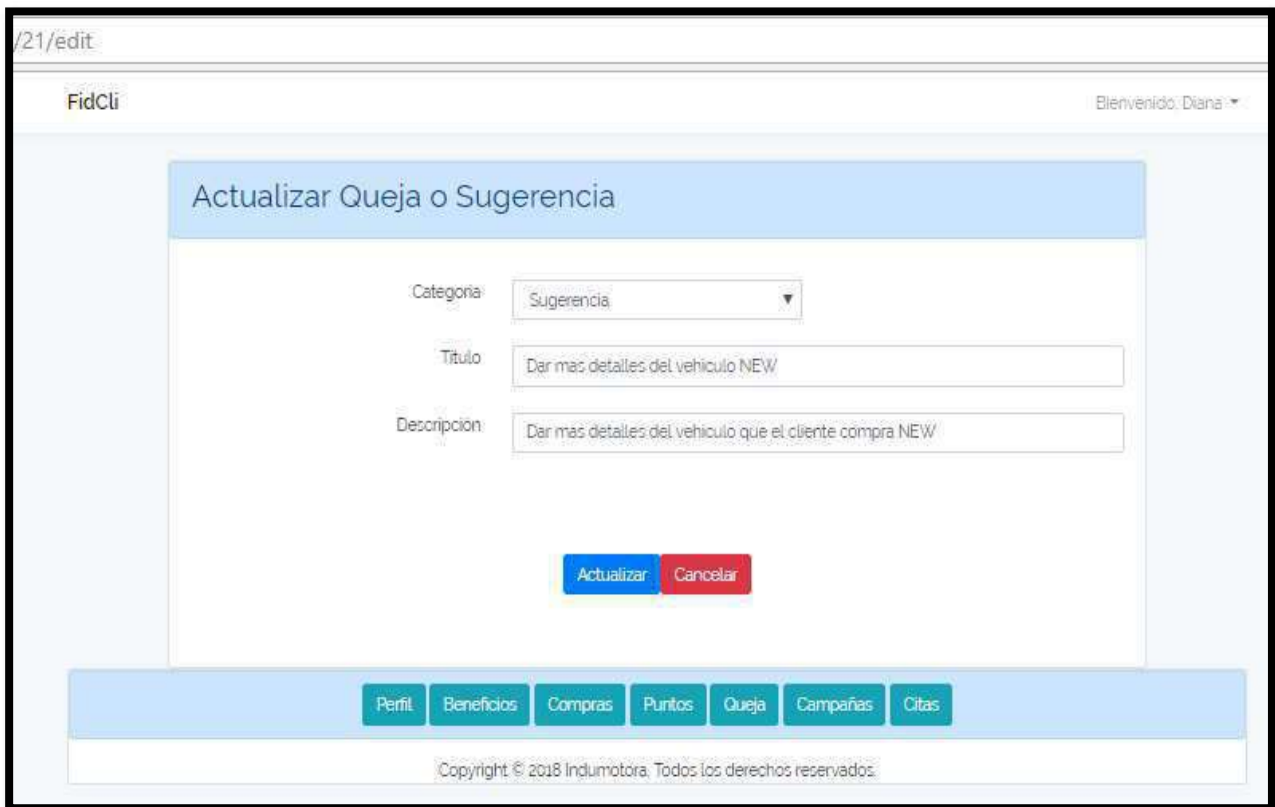 /21/edit
FidCli
Bienvenido, Diana
Actualizar Queja o Sugerencia
Categoria
Sugerencia
Título
Dar mas detalles del vehiculo NEW
Descripción
Dar mas detalles del vehiculo que el cliente compra NEW
Actualizar Cancelar
Perfil Beneficios Compras Puntos Queja Campañas Citas
Copyright © 2018 Indumotora. Todos los derechos reservados.